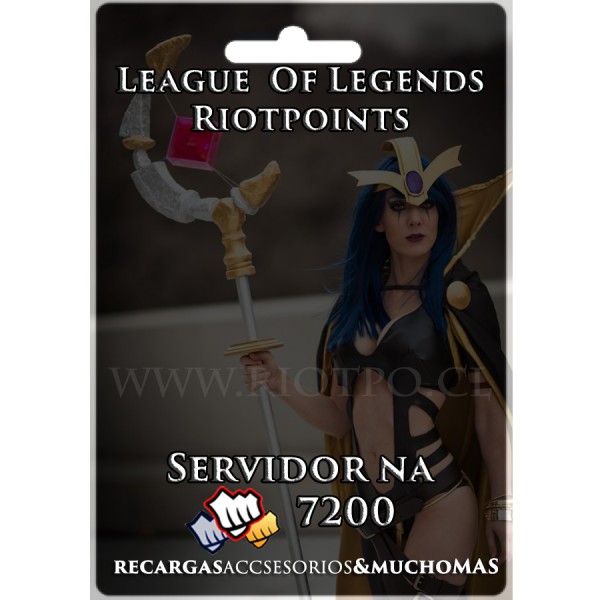 LEAGUE OF LEGENDS
RIOTPOINTS
WWW.RIOTPO.CL
SERVIDOR NA
7200
RECARGASACCSESORIOS&MUCHOMAS